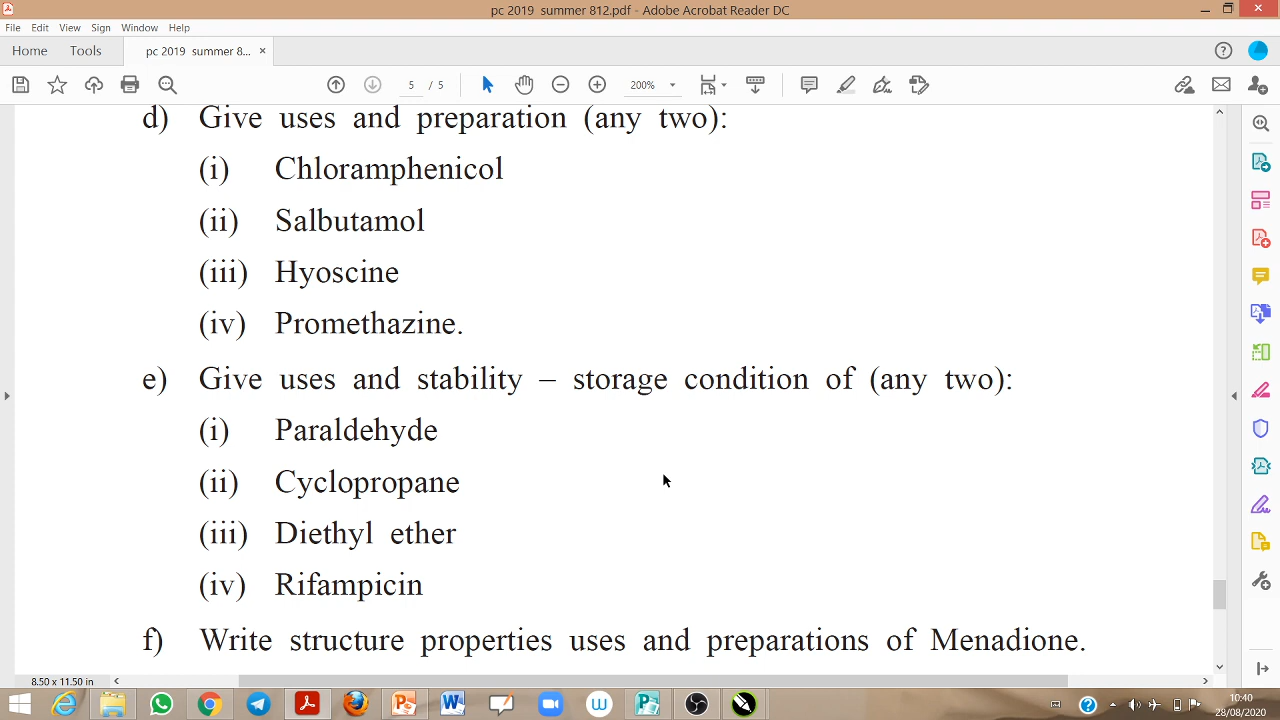 pc 2019 summer 812.pdf - Adobe Acrobat Reader DC
File Edit View Window Help
Home Tools pc 2019 summer 8... ×
5 / 5 200%
d) Give uses and preparation (any two):
(i) Chloramphenicol
(ii) Salbutamol
(iii) Hyoscine
(iv) Promethazine.
e) Give uses and stability – storage condition of (any two):
(i) Paraldehyde
(ii) Cyclopropane
(iii) Diethyl ether
(iv) Rifampicin
f) Write structure properties uses and preparations of Menadione.
8.50 x 11.50 in
10:40
28/08/2020